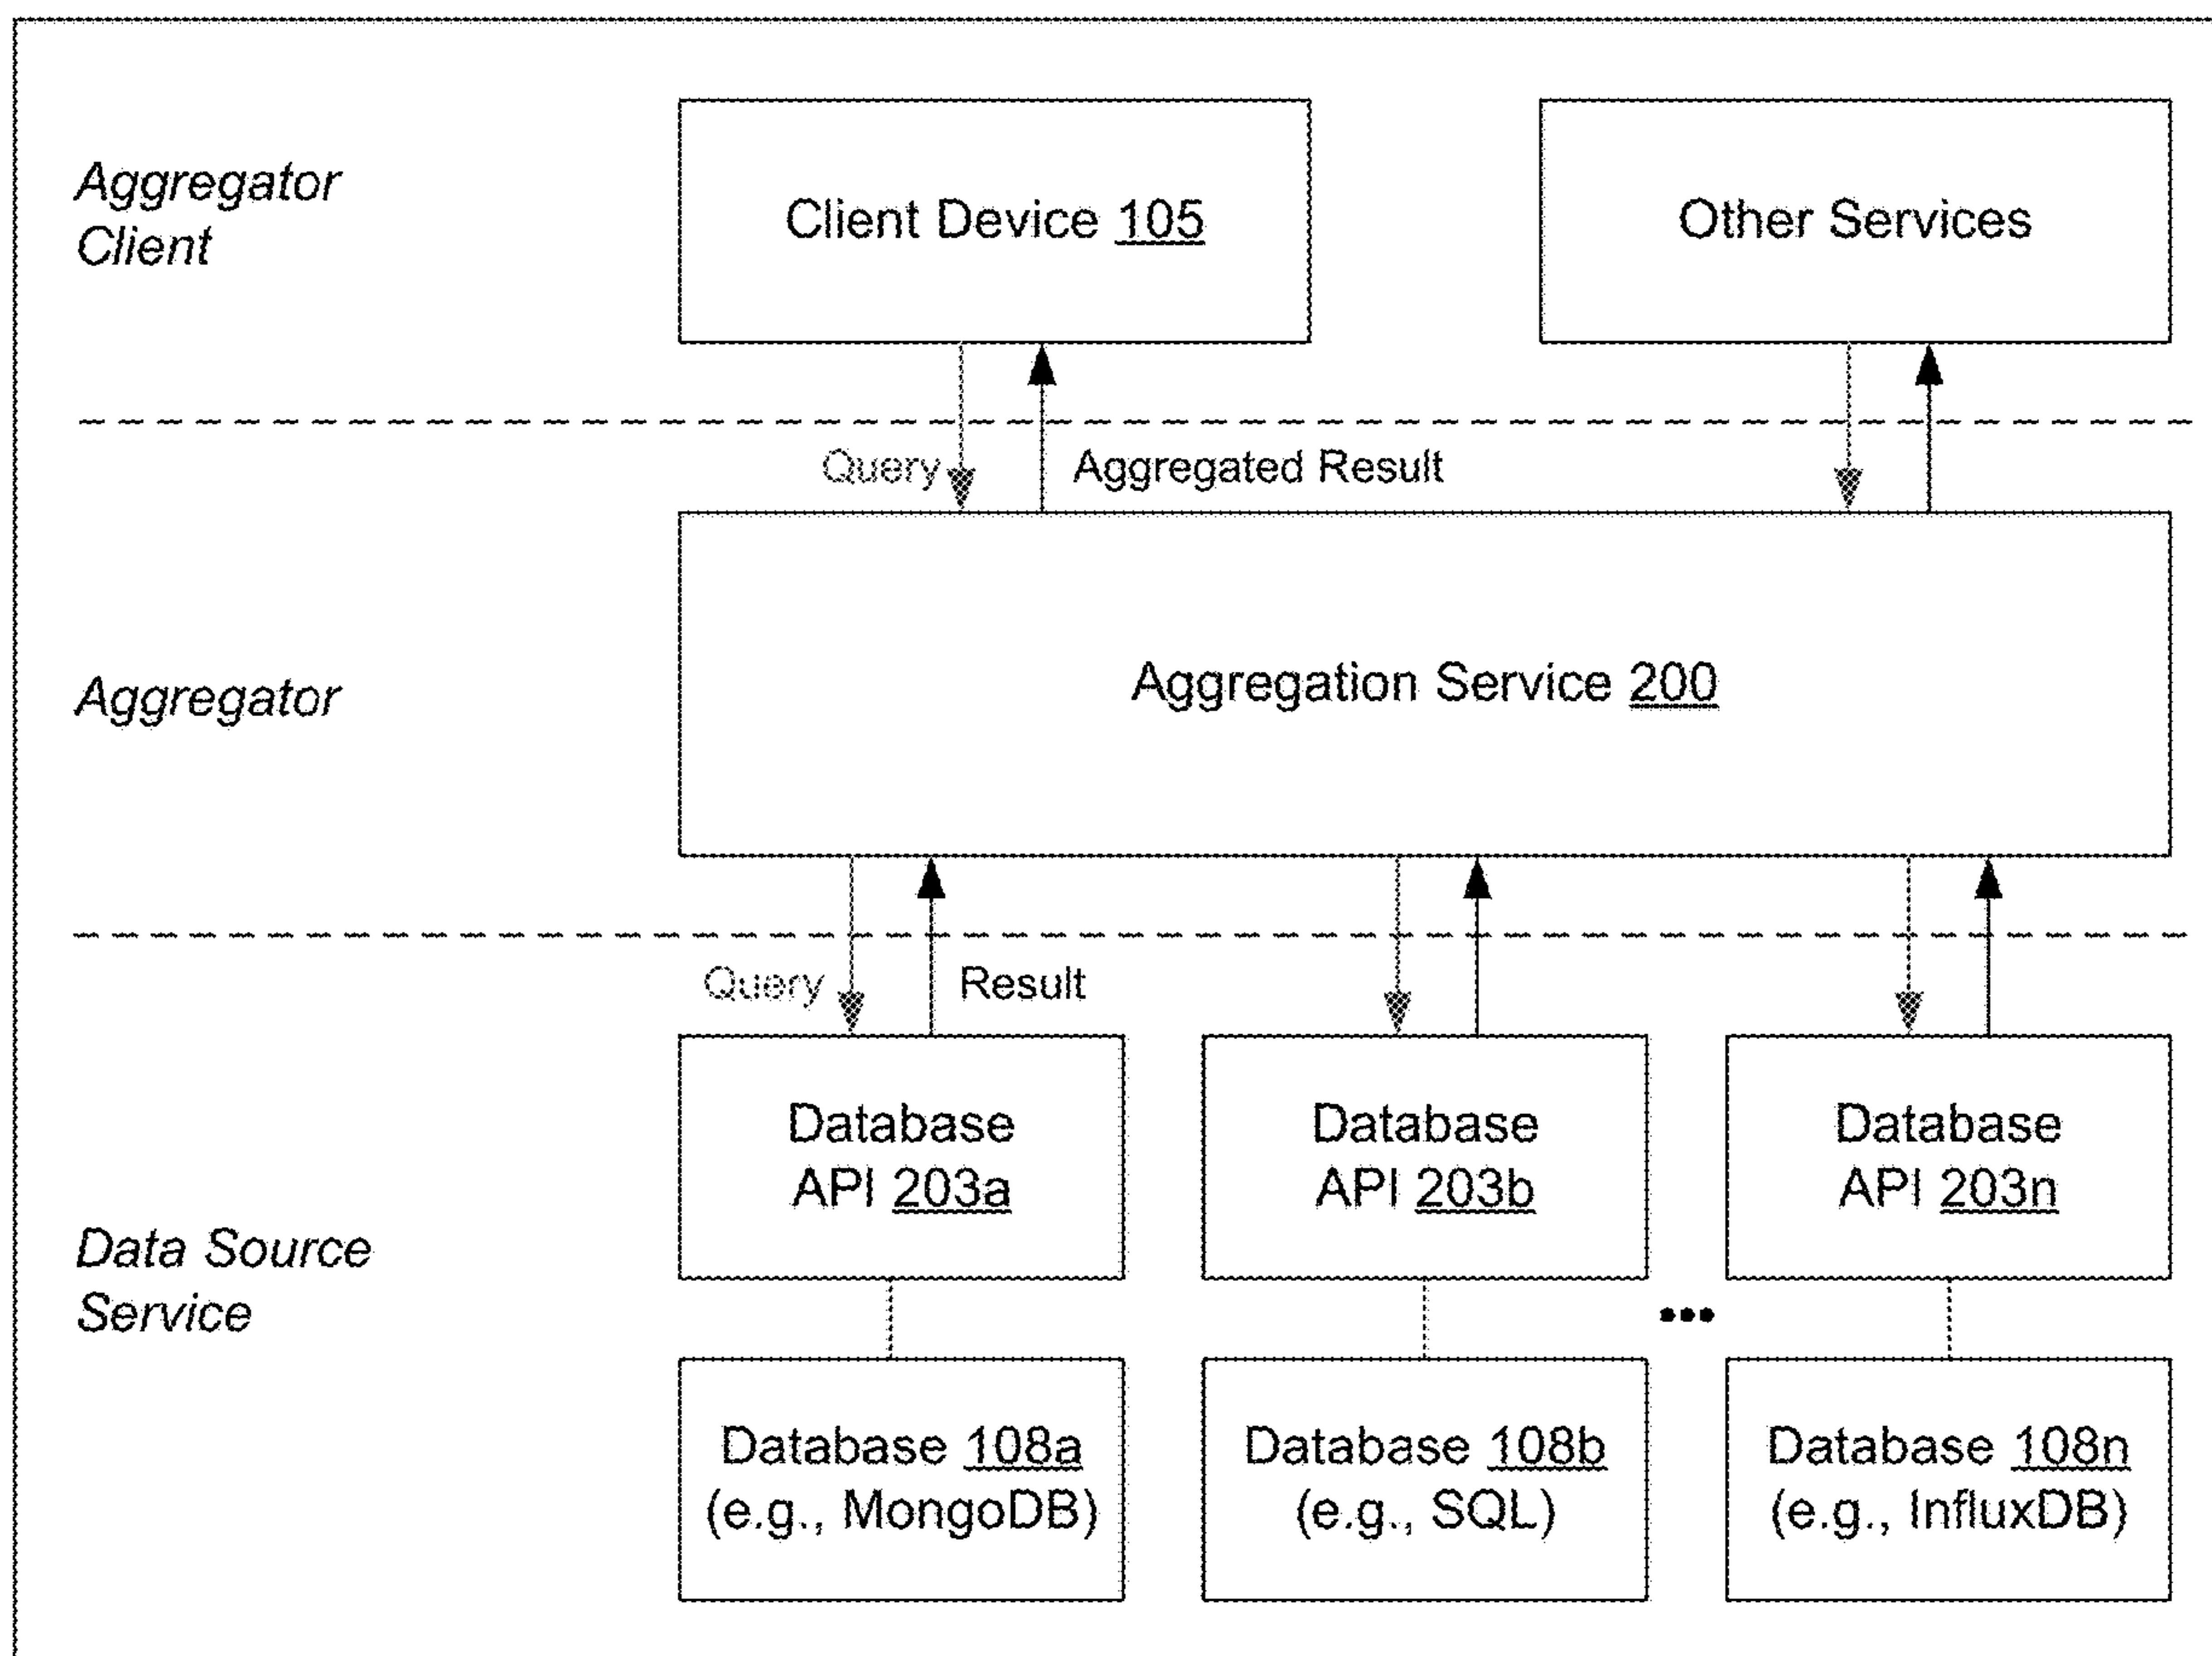 Aggregator
Client
Client Device 105
Other Services
Query
Aggregated Result
Aggregator
Aggregation Service 200
Query
Result
Data Source
Service
Database
API 203a
Database
API 203b
Database
API 203n
•••
Database 108a
(e.g., MongoDB)
Database 108b
(e.g., SQL)
Database 108n
(e.g., InfluxDB)